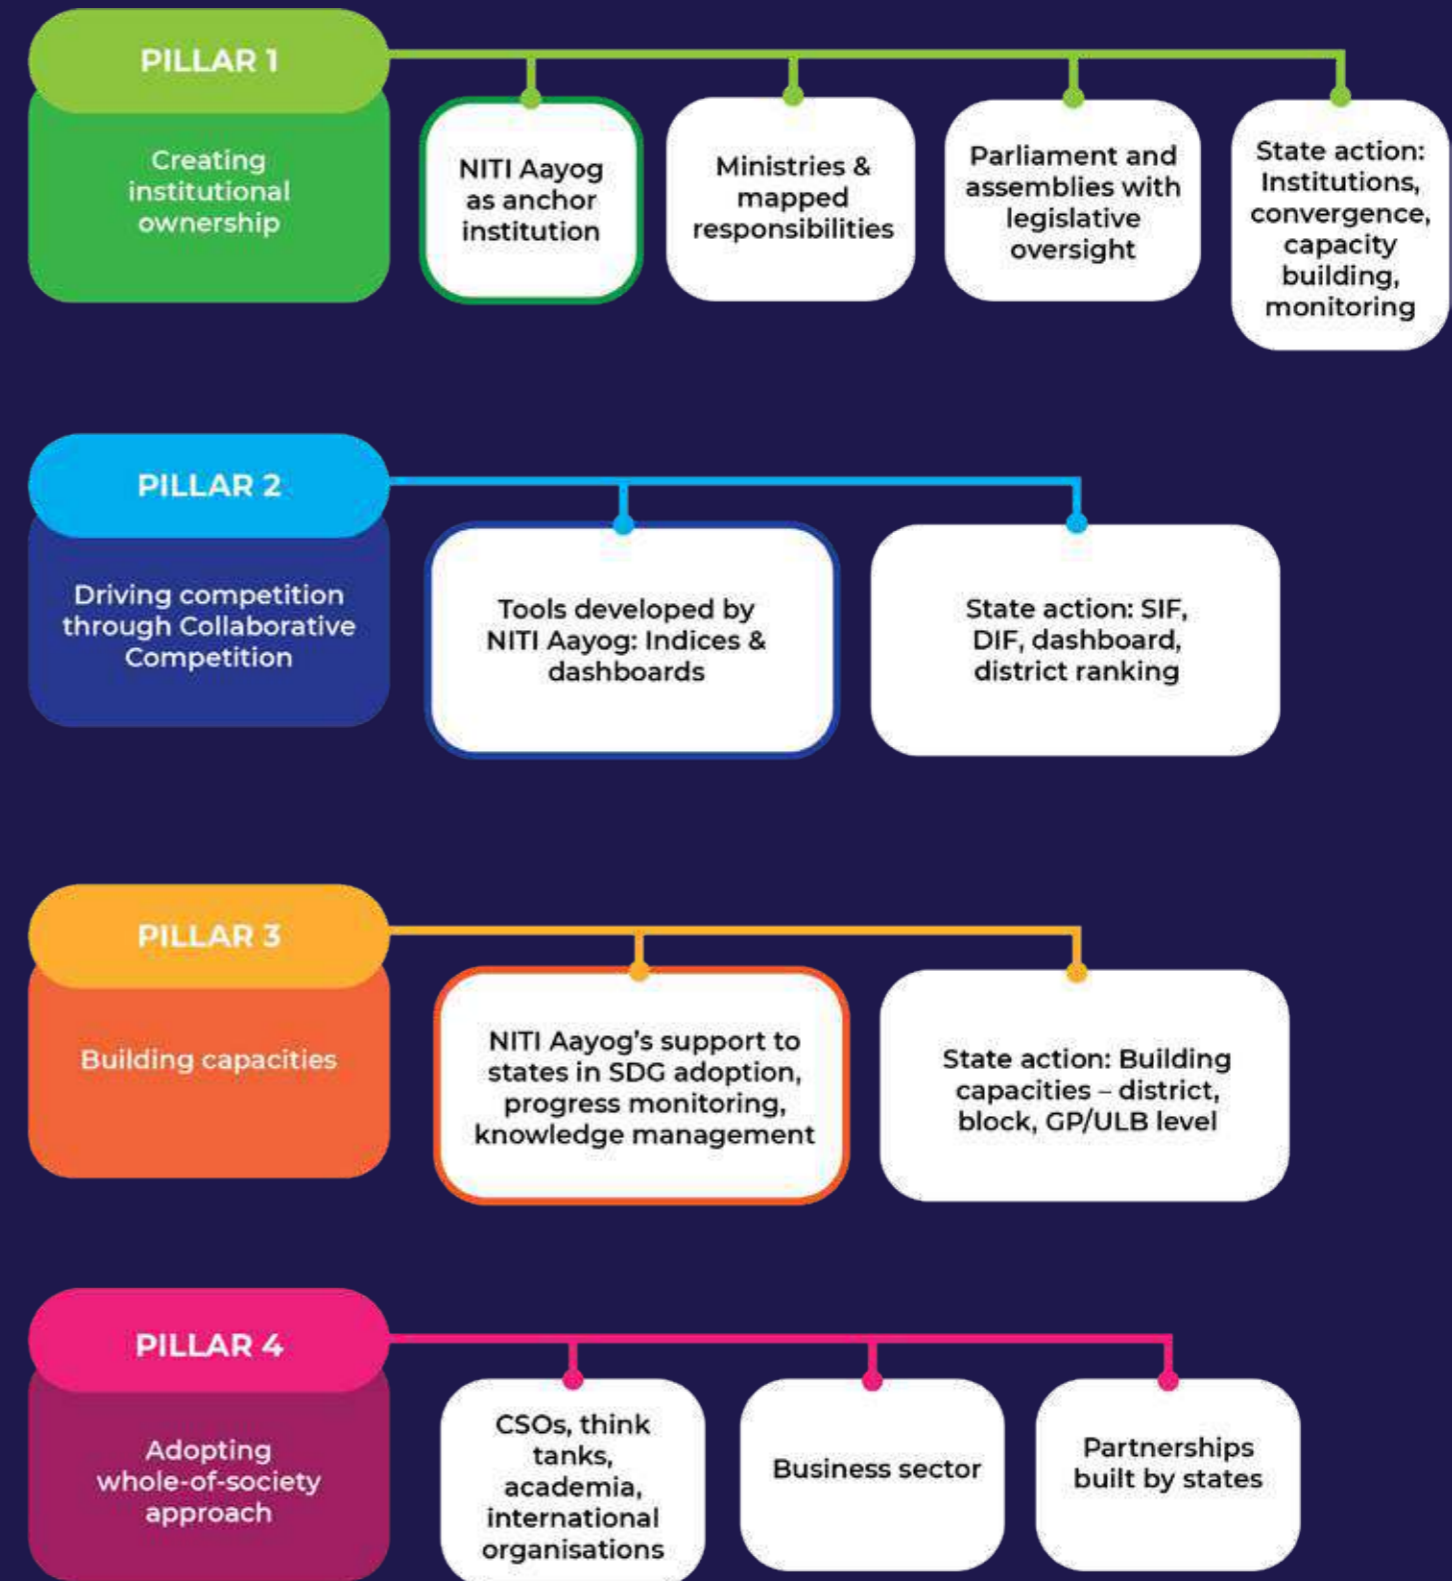 PILLAR 1
Creating
institutional
ownership
NITI Aayog
as anchor
institution
Ministries &
mapped
responsibilities
Parliament and
assemblies with
legislative
oversight
State action:
Institutions,
convergence,
capacity
building,
monitoring
PILLAR 2
Driving competition
through Collaborative
Competition
Tools developed by
NITI Aayog: Indices &
dashboards
State action: SIF,
DIF, dashboard,
district ranking
PILLAR 3
Building capacities
NITI Aayog’s support to
states in SDG adoption,
progress monitoring,
knowledge management
State action: Building
capacities – district,
block, GP/ULB level
PILLAR 4
Adopting
whole-of-society
approach
CSOs, think
tanks,
academia,
international
organisations
Business sector
Partnerships
built by states